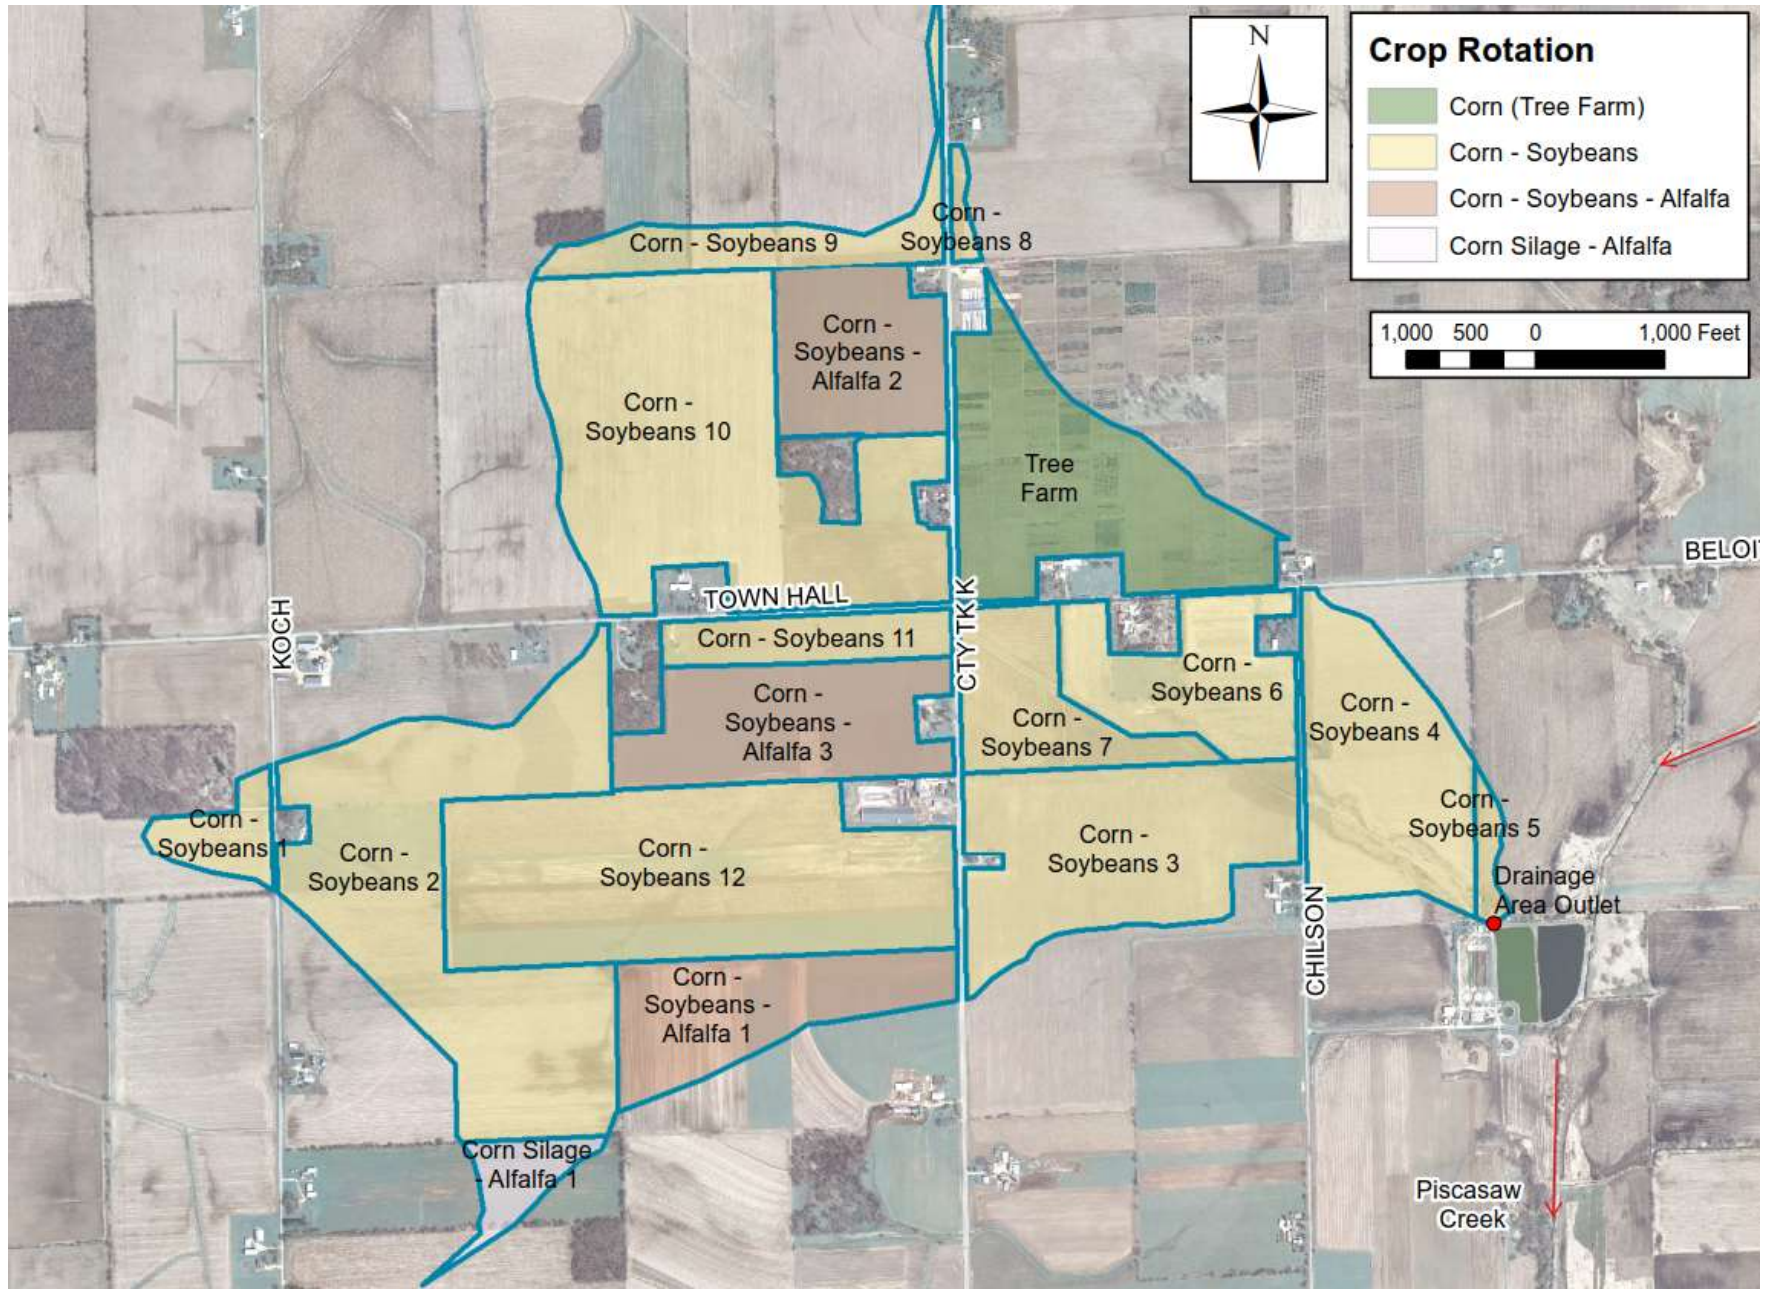 N
Crop Rotation
Corn (Tree Farm)
Corn - Soybeans
Corn - Soybeans - Alfalfa
Corn Silage - Alfalfa
1,000 500 0 1,000 Feet
Corn - Soybeans 9
Corn -
Soybeans 8
Corn -
Soybeans -
Alfalfa 2
Corn -
Soybeans 10
Tree
Farm
BELOI
TOWN HALL
KOCH
CTY TK K
Corn - Soybeans 11
Corn -
Soybeans 6
Corn -
Soybeans -
Alfalfa 3
Corn -
Soybeans 7
Corn -
Soybeans 4
Corn -
Soybeans 5
Corn -
Soybeans 1
Corn -
Soybeans 2
Corn -
Soybeans 12
Corn -
Soybeans 3
Drainage
Area Outlet
CHILSON
Corn -
Soybeans -
Alfalfa 1
Corn Silage
- Alfalfa 1
Piscasaw
Creek